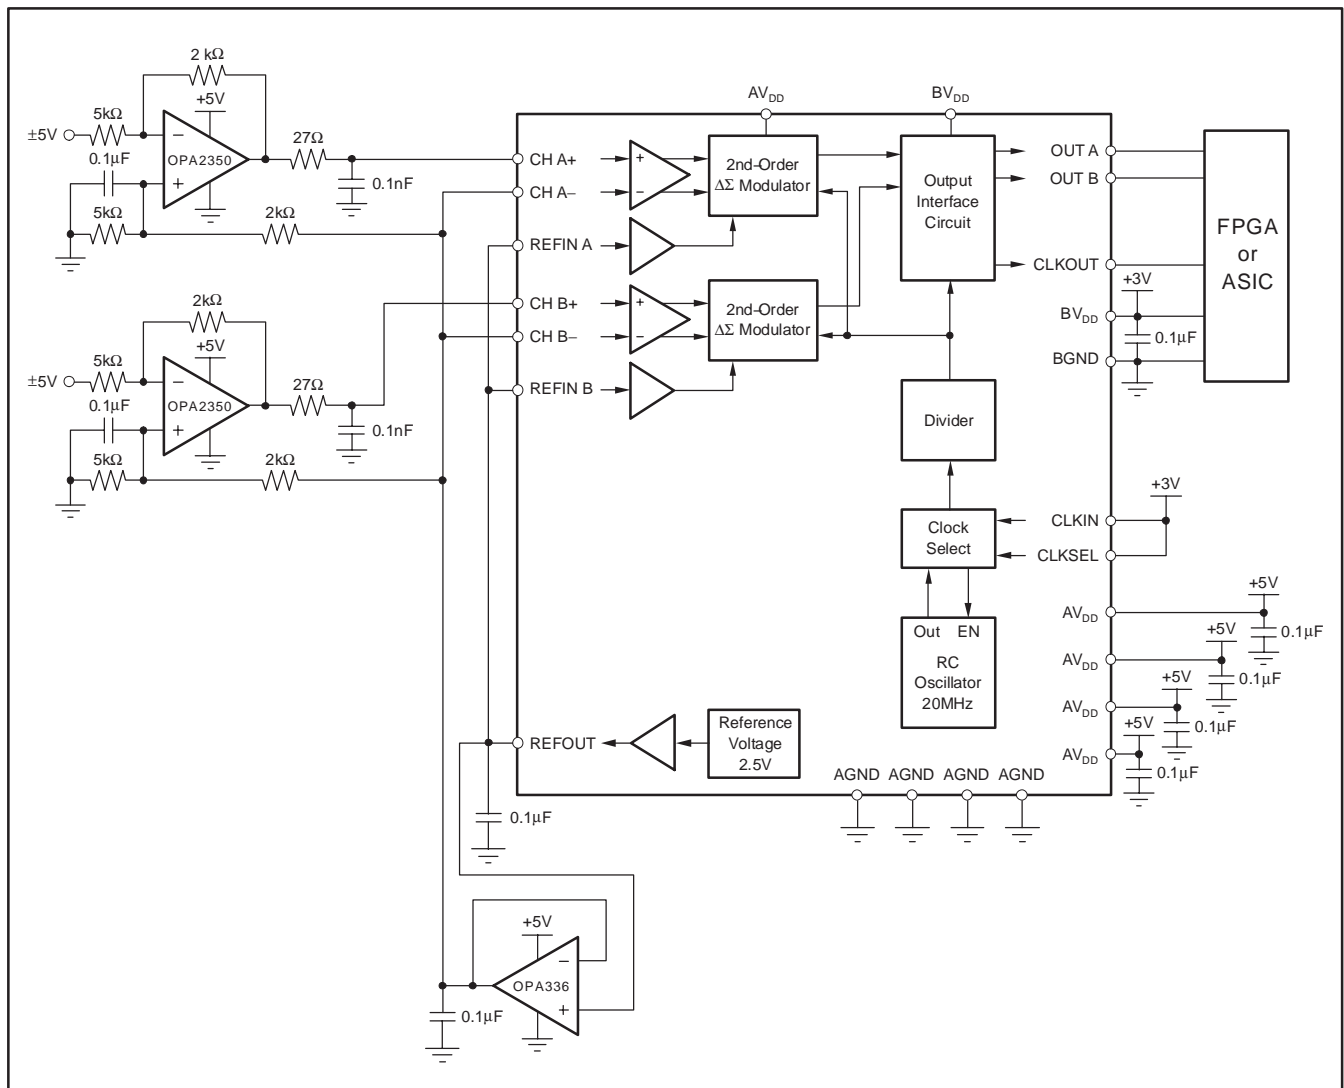 2 kΩ
+5V
5kΩ
±5V
OPA2350
−
+
0.1μF
27Ω
0.1nF
5kΩ
2kΩ
2kΩ
+5V
5kΩ
±5V
OPA2350
−
+
0.1μF
27Ω
0.1nF
5kΩ
2kΩ
AVDD
BVDD
CH A+
CH A−
REFIN A
+
−
2nd-Order
ΔΣ Modulator
Output
Interface
Circuit
OUT A
OUT B
CLKOUT
FPGA
or
ASIC
CH B+
CH B−
REFIN B
+
−
2nd-Order
ΔΣ Modulator
+3V
BVDD
0.1μF
BGND
Divider
+3V
Clock
Select
CLKIN
CLKSEL
Out EN
RC
Oscillator
20MHz
+5V
AVDD
0.1μF
+5V
AVDD
0.1μF
+5V
AVDD
0.1μF
+5V
AVDD
0.1μF
REFOUT
Reference
Voltage
2.5V
AGND AGND AGND AGND
0.1μF
+5V
−
OPA336
+
0.1μF